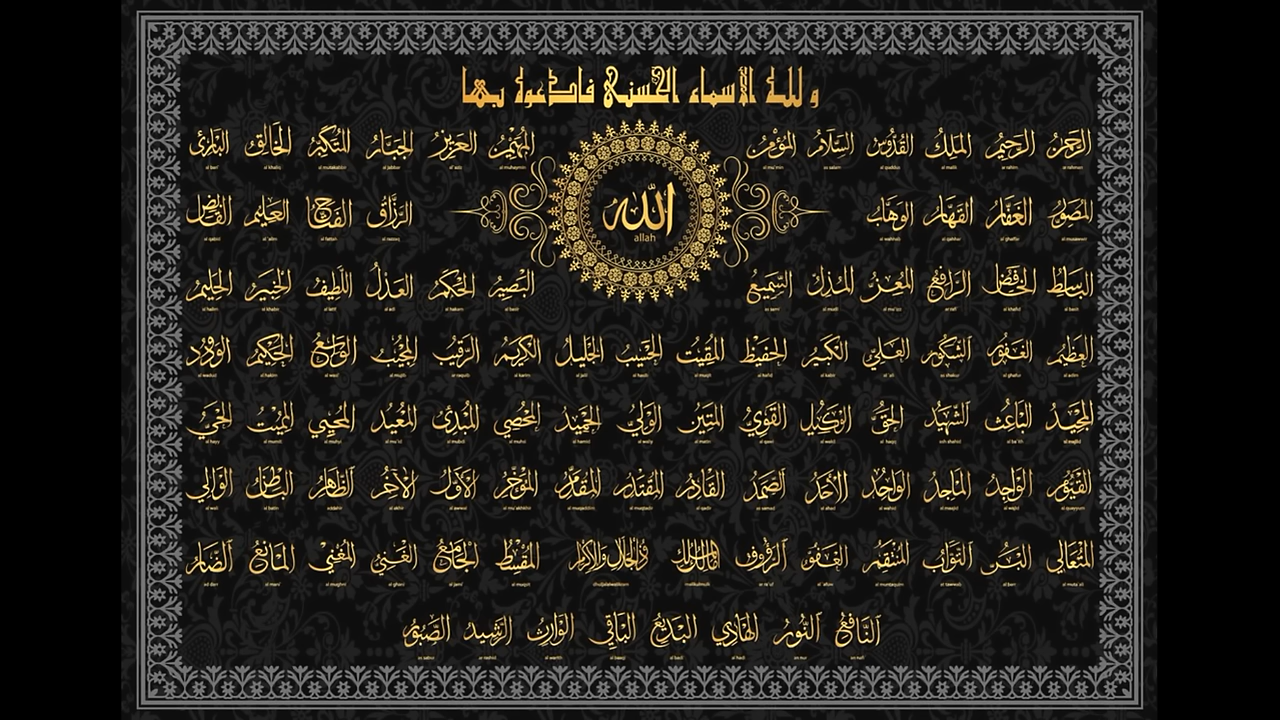 و لله الأسماء الحسنى فادعوه بها
الرحمن الرحيم الملك القدوس السلام المؤمن المهيمن العزيز الجبار المتكبر الخالق البارئ
الله
allah
المصور الغفار القهار الوهاب الرزاق الفتاح العليم القابض
الباسط الخافض الرافع المعز المذل السميع البصير الحكم العدل اللطيف الخبير الحليم
العظيم الغفور الشكور العلي الكبير الحفيظ المقيت الحسيب الجليل الكريم الرقيب المجيب الواسع الحكيم الودود
المجيد الباعث الشهيد الحق الوكيل القوي المتين الولي الحميد المحصي المبدئ المعيد المحيي المميت الحي
القيوم الواجد الماجد الواحد الأحد الصمد القادر المقتدر المقدم المؤخر الأول الآخر الظاهر الباطن الوالي
المتعالي البر التواب المنتقم العفو الرؤوف مالك الملك ذو الجلال والإكرام المقسط الجامع الغني المغني المانع الضار
النافع النور الهادي البديع الباقي الوارث الرشيد الصبور